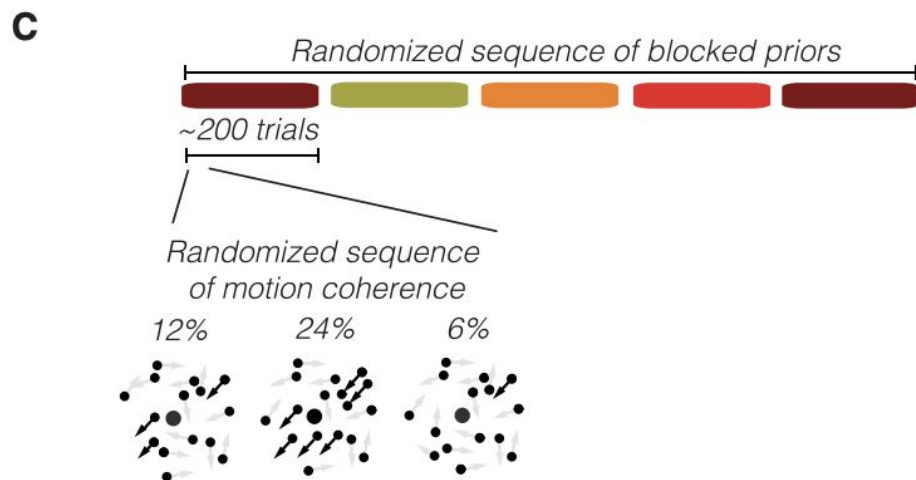 c
Randomized sequence of blocked priors
~200 trials
Randomized sequence
of motion coherence
12% 24% 6%